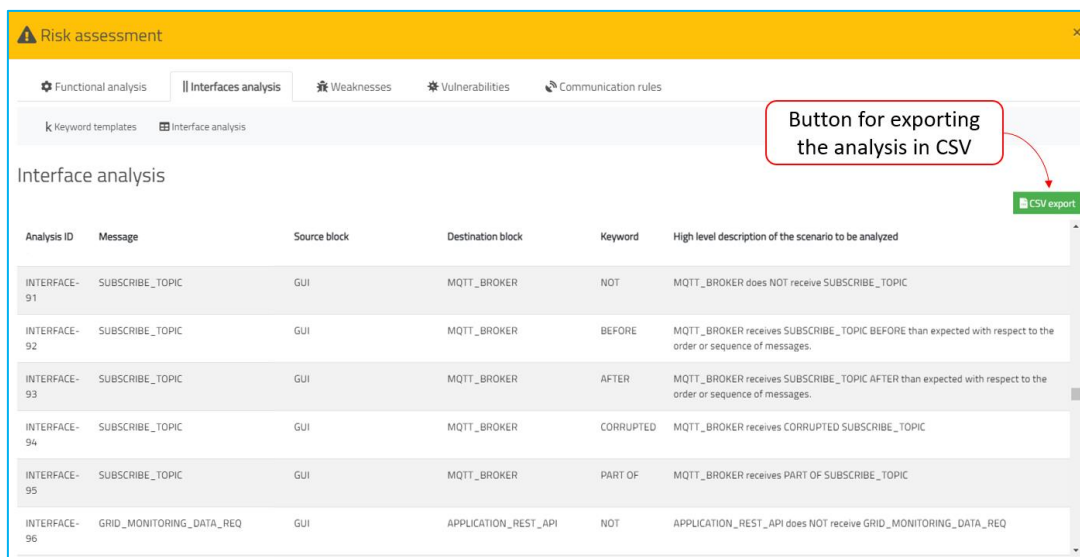 Risk assessment ×
Functional analysis Interfaces analysis Weaknesses Vulnerabilities Communication rules
Keyword templates Interface analysis
Button for exporting
the analysis in CSV
Interface analysis
CSV export
Analysis ID Message Source block Destination block Keyword High level description of the scenario to be analyzed
INTERFACE- SUBSCRIBE_TOPIC GUI MQTT_BROKER NOT MQTT_BROKER does NOT receive SUBSCRIBE_TOPIC
91
INTERFACE- SUBSCRIBE_TOPIC GUI MQTT_BROKER BEFORE MQTT_BROKER receives SUBSCRIBE_TOPIC BEFORE than expected with respect to the
92 order or sequence of messages.
INTERFACE- SUBSCRIBE_TOPIC GUI MQTT_BROKER AFTER MQTT_BROKER receives SUBSCRIBE_TOPIC AFTER than expected with respect to the
93 order or sequence of messages.
INTERFACE- SUBSCRIBE_TOPIC GUI MQTT_BROKER CORRUPTED MQTT_BROKER receives CORRUPTED SUBSCRIBE_TOPIC
94
INTERFACE- SUBSCRIBE_TOPIC GUI MQTT_BROKER PART OF MQTT_BROKER receives PART OF SUBSCRIBE_TOPIC
95
INTERFACE- GRID_MONITORING_DATA_REQ GUI APPLICATION_REST_API NOT APPLICATION_REST_API does NOT receive GRID_MONITORING_DATA_REQ
96